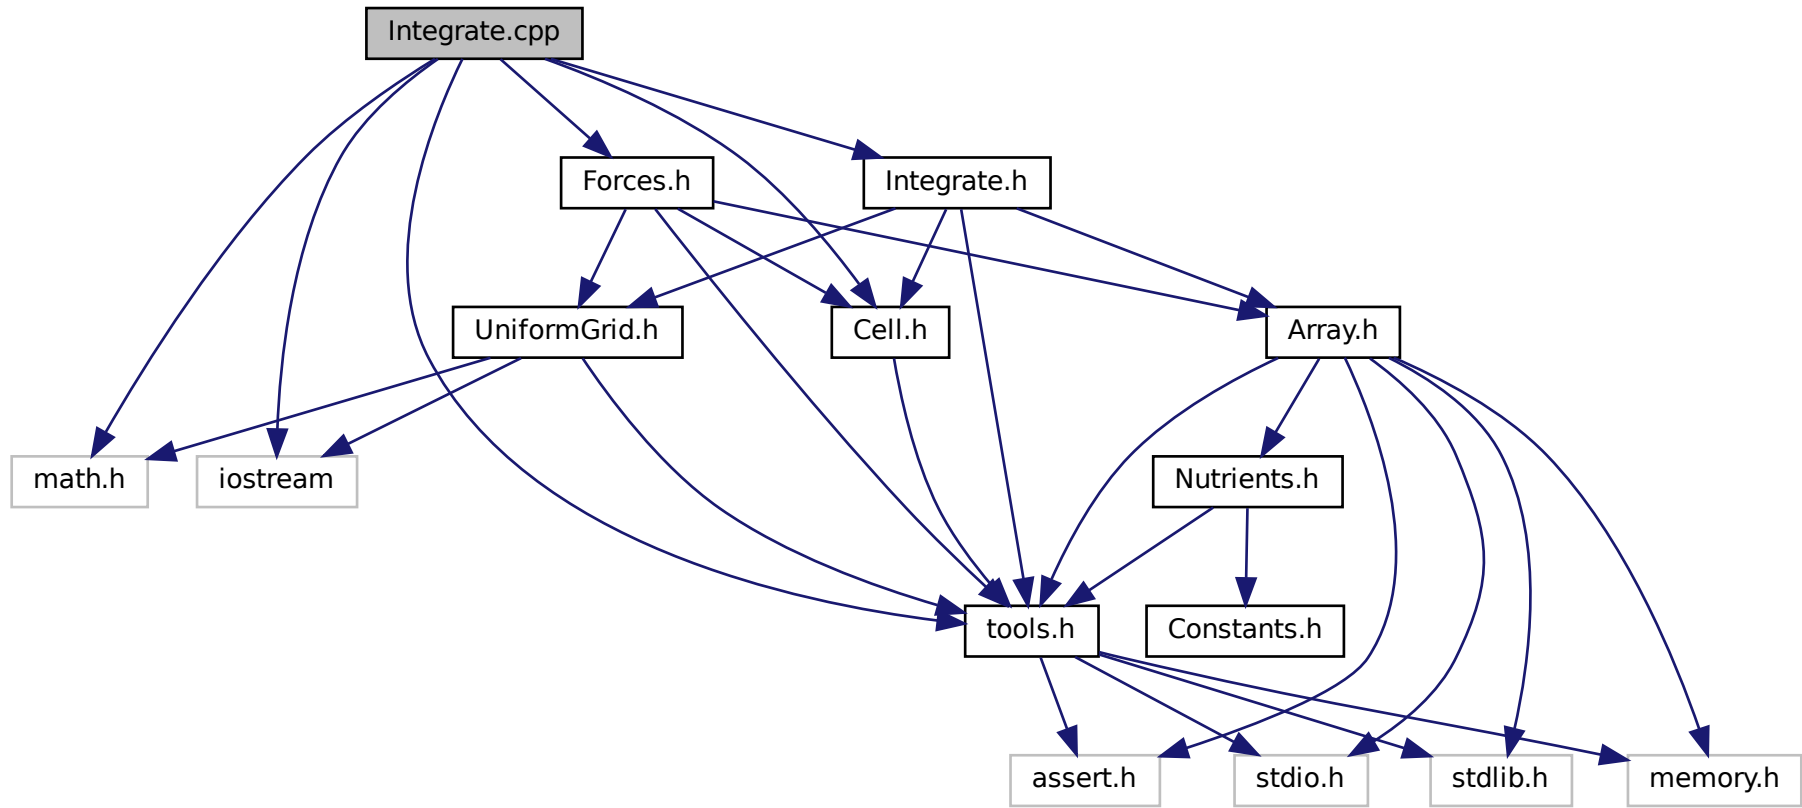 Integrate.cpp
Forces.h
Integrate.h
UniformGrid.h
Cell.h
Array.h
math.h
iostream
Nutrients.h
tools.h
Constants.h
assert.h
stdio.h
stdlib.h
memory.h